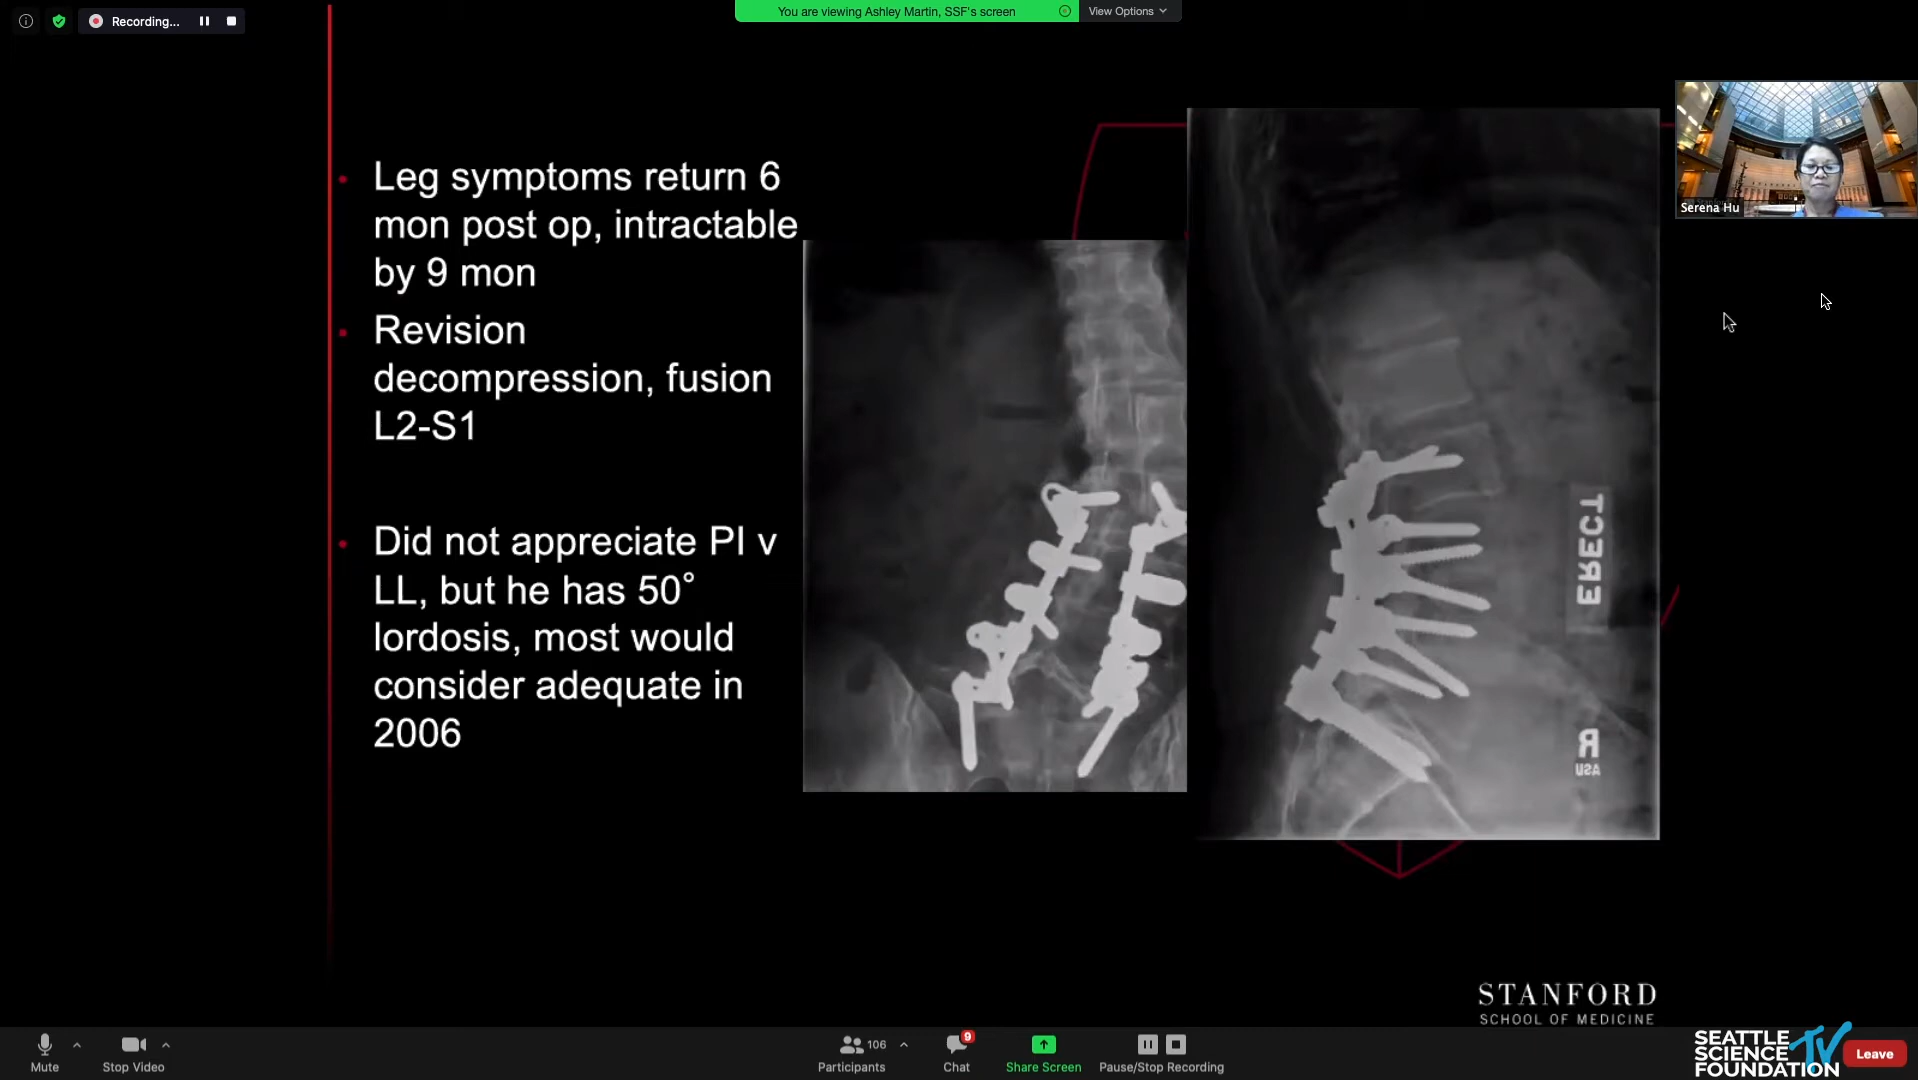 Recording...
You are viewing Ashley Martin, SSF's screen
View Options
Leg symptoms return 6
mon post op, intractable
by 9 mon
Revision
decompression, fusion
L2-S1
Did not appreciate PI v
LL, but he has 50°
lordosis, most would
consider adequate in
2006
ERECT
R
ASU
Serena Hu
STANFORD
SCHOOL OF MEDICINE
Mute
Stop Video
106
Participants
9
Chat
Share Screen
Pause/Stop Recording
SEATTLE
SCIENCE
FOUNDATION
TV
Leave